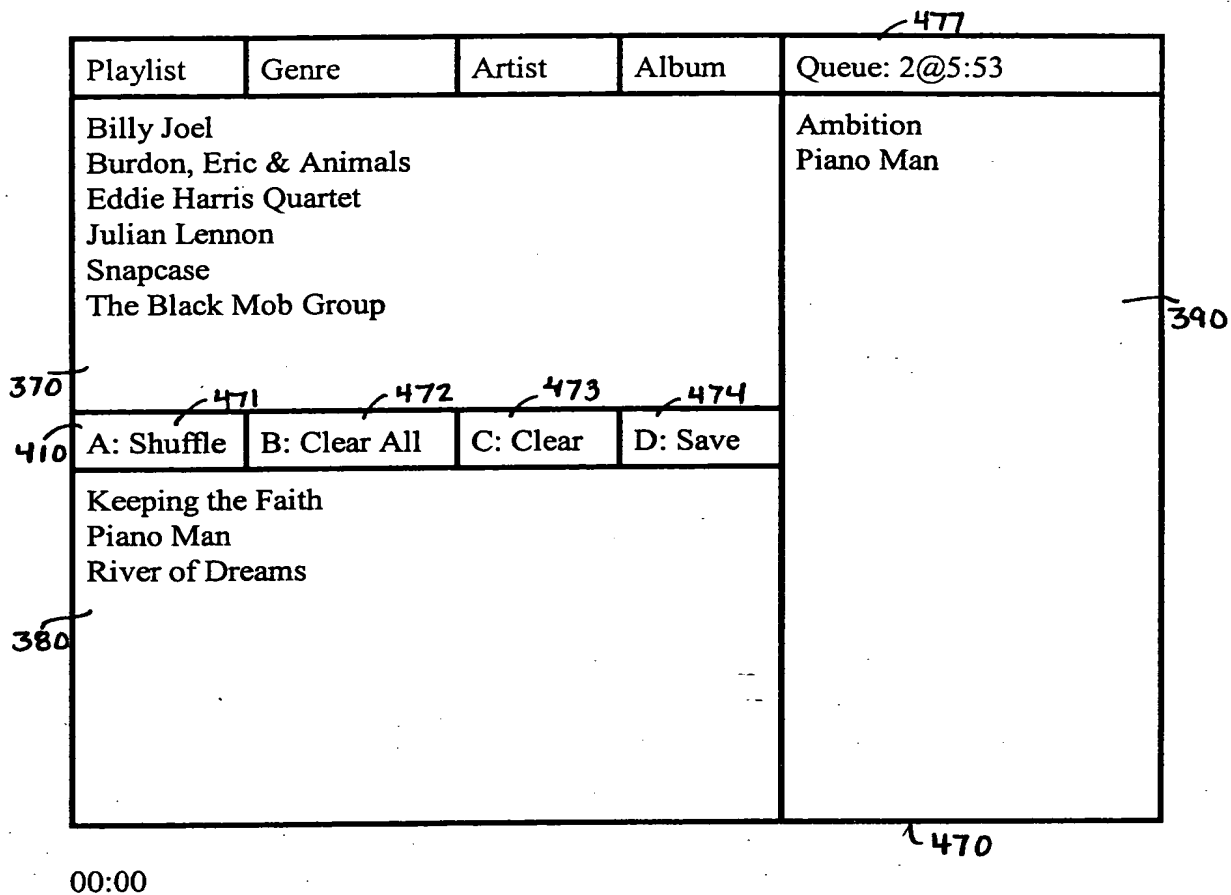 477
Playlist Genre Artist Album Queue: 2@5:53
Billy Joel
Burdon, Eric & Animals
Eddie Harris Quartet
Julian Lennon
Snapcase
The Black Mob Group
Ambition
Piano Man
390
370
471 472 473 474
410 A: Shuffle B: Clear All C: Clear D: Save
Keeping the Faith
Piano Man
River of Dreams
380
470
00:00